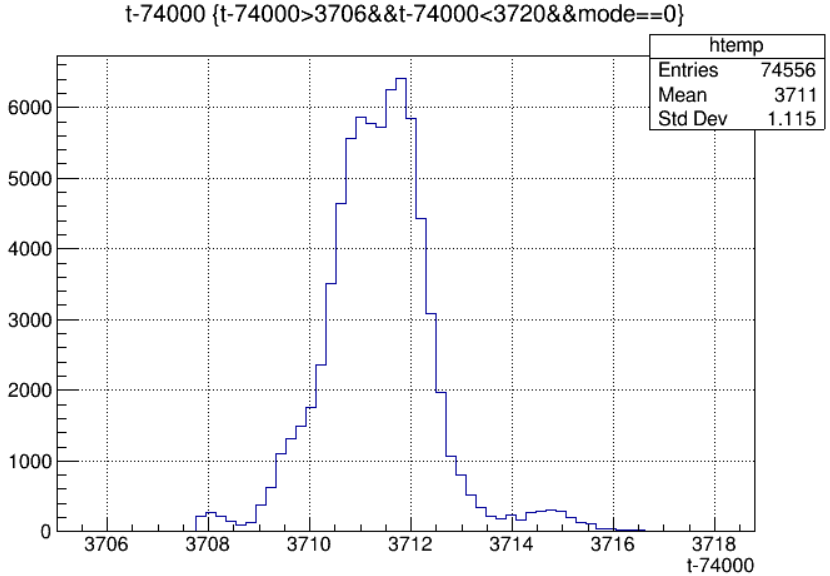 t-74000 {t-74000>3706&&t-74000<3720&&mode==0}
htemp
Entries 74556
Mean 3711
Std Dev 1.115
6000
5000
4000
3000
2000
1000
0
3706 3708 3710 3712 3714 3716 3718
t-74000